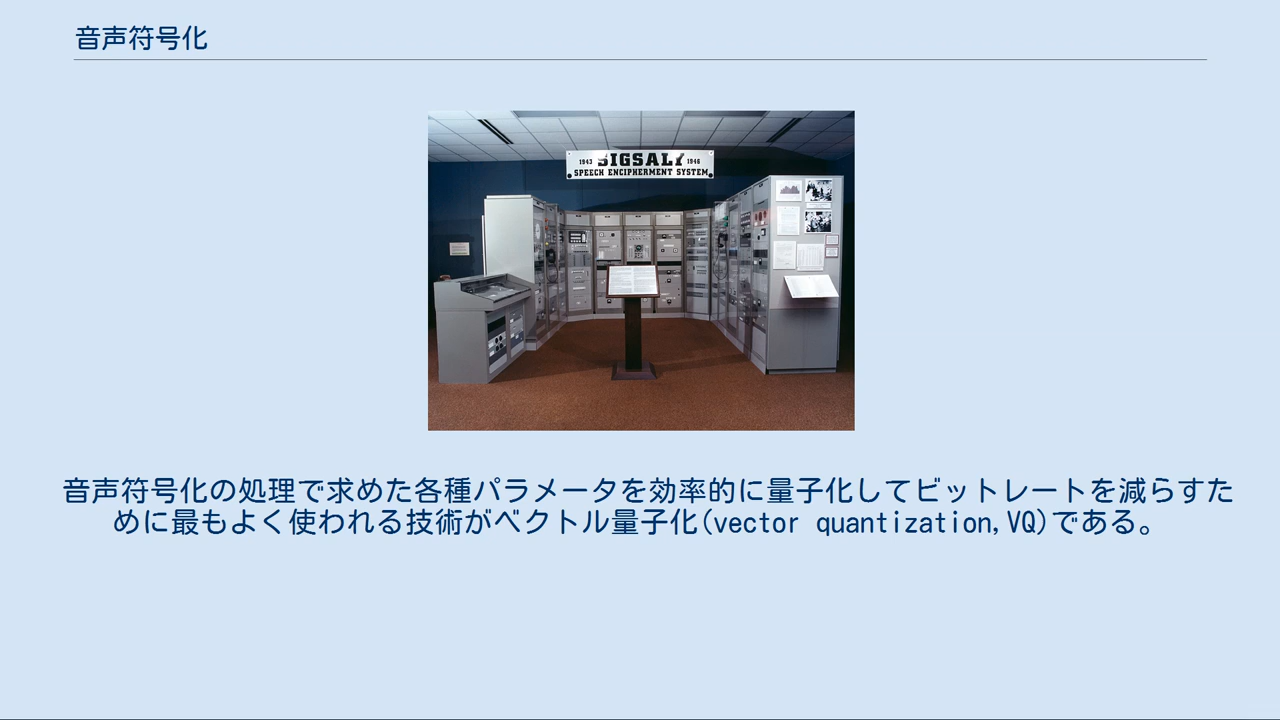 音声符号化
1943 SIGSALY 1946
SPEECH ENCIPHERMENT SYSTEM
音声符号化の処理で求めた各種パラメータを効率的に量子化してビットレートを減らすた
めに最もよく使われる技術がベクトル量子化(vector quantization,VQ)である。